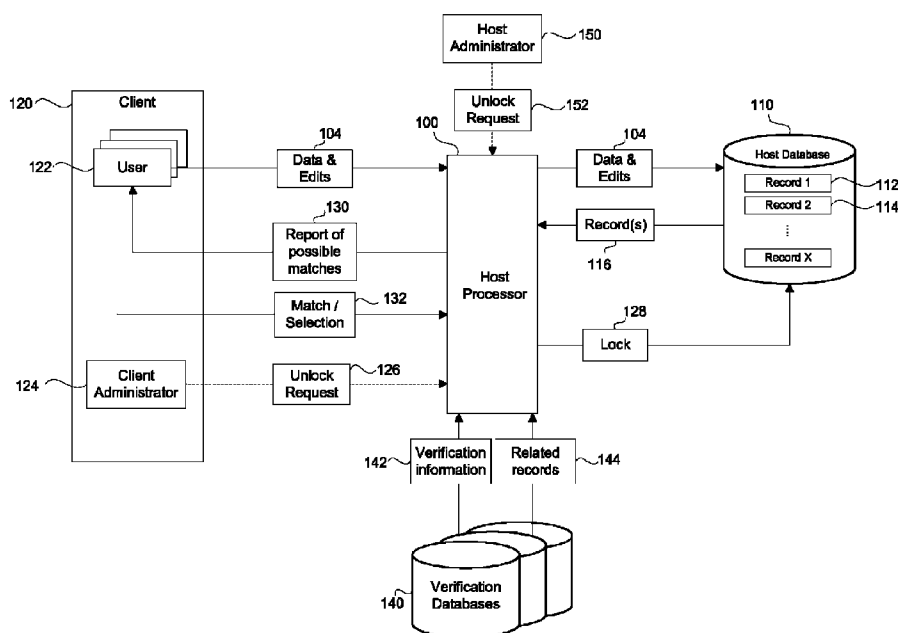 150
Host
Administrator
152
Unlock
Request
120
Client
122
User
104
Data &
Edits
100
104
Data &
Edits
110
Host Database
Record 1
112
Record 2
114
Record X
130
Report of
possible
matches
Record(s)
116
Host
Processor
Match /
Selection
132
128
Lock
124
Client
Administrator
Unlock
Request
126
142
Verification
information
Related
records
144
140
Verification
Databases